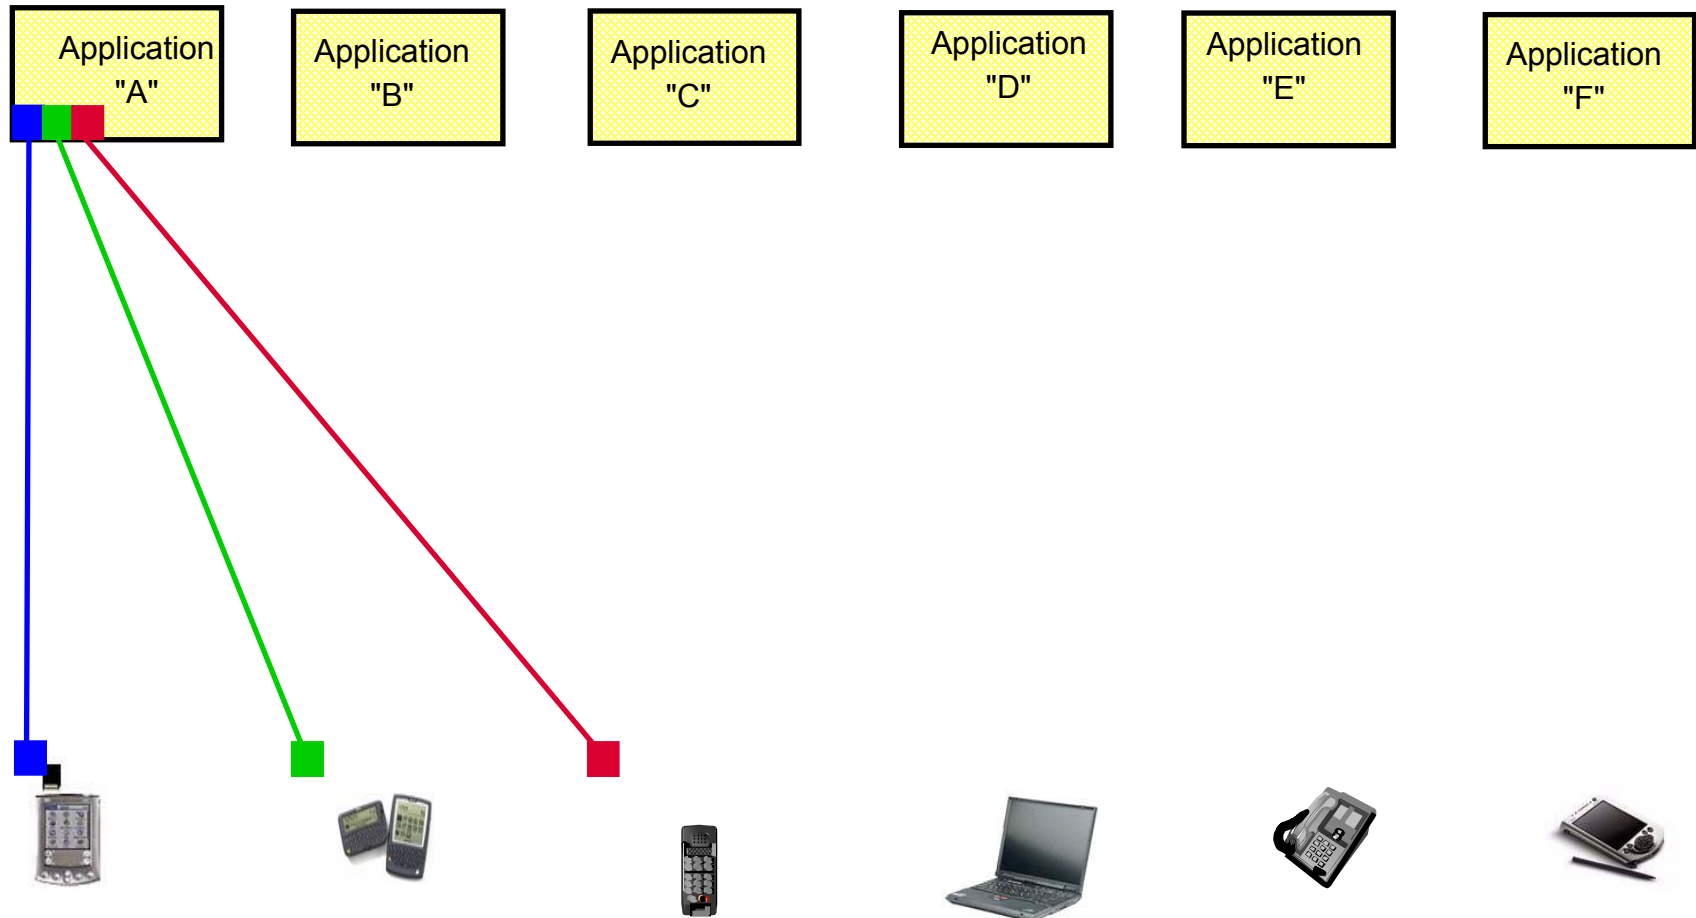 Application
"A"
Application
"B"
Application
"C"
Application
"D"
Application
"E"
Application
"F"